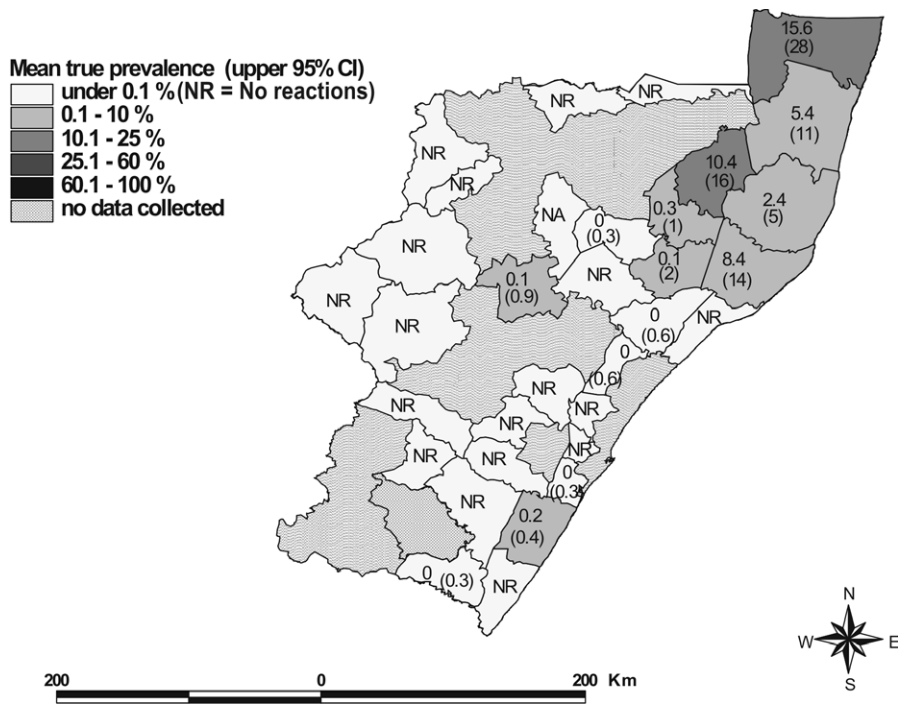 Mean true prevalence (upper 95% CI)
under 0.1 %(NR = No reactions)
0.1 - 10 %
10.1 - 25 %
25.1 - 60 %
60.1 - 100 %
no data collected
15.6
(28)
5.4
(11)
10.4
(16)
2.4
(5)
0.3
(1)
0.1
(2)
8.4
(14)
NR
NR
NR
NR
NA
0
(0.3)
NR
NR
0.1
(0.9)
NR
NR
0
(0.6)
NR
0
(0.6)
NR
NR
NR
NR
NR
NR
NR
0
(0.3)
NR
0.2
(0.4)
0 (0.3)
NR
N
W E
S
200 0 200 Km